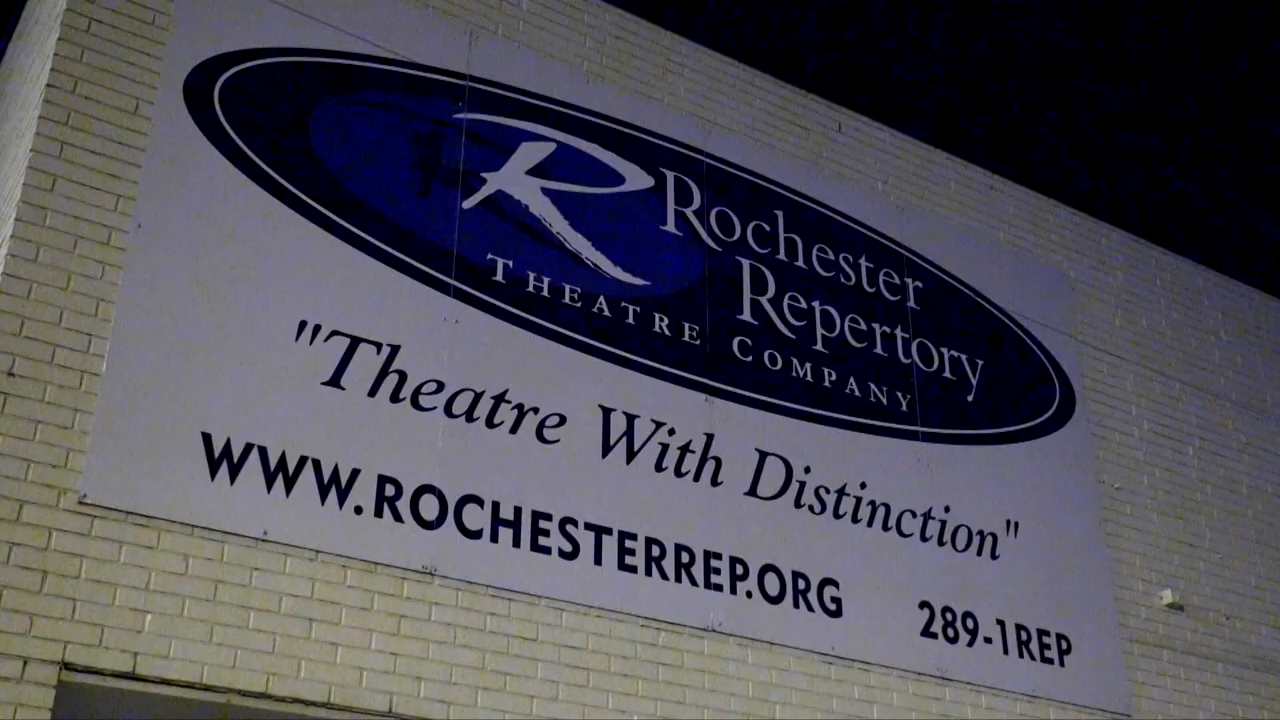 R
Rochester
Repertory
THEATRE COMPANY
"Theatre With Distinction"
WWW.ROCHESTERREP.ORG
289-1REP